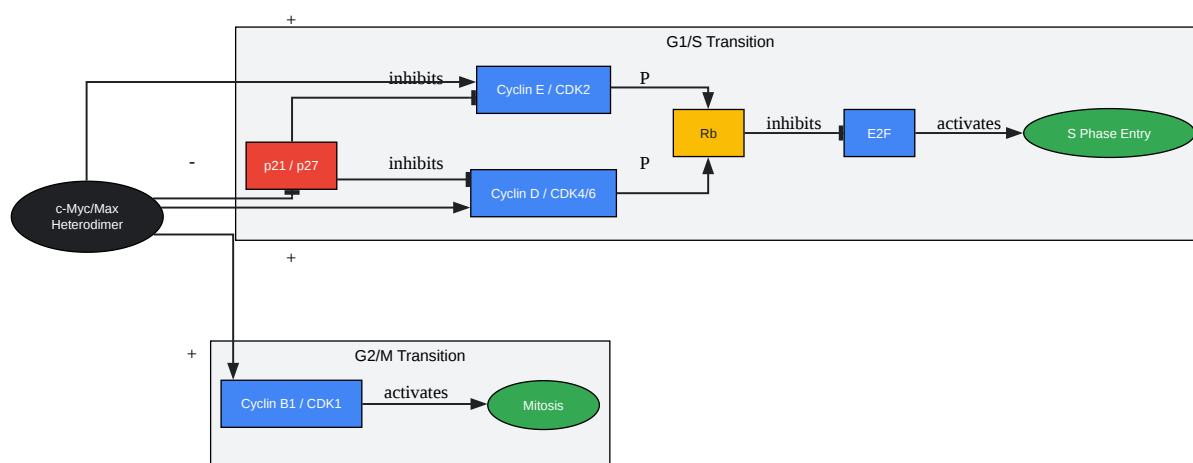 +
G1/S Transition
inhibits
Cyclin E / CDK2
P
Rb
inhibits
E2F
activates
S Phase Entry
-
p21 / p27
inhibits
Cyclin D / CDK4/6
P
c-Myc/Max
Heterodimer
+
+
G2/M Transition
Cyclin B1 / CDK1
activates
Mitosis